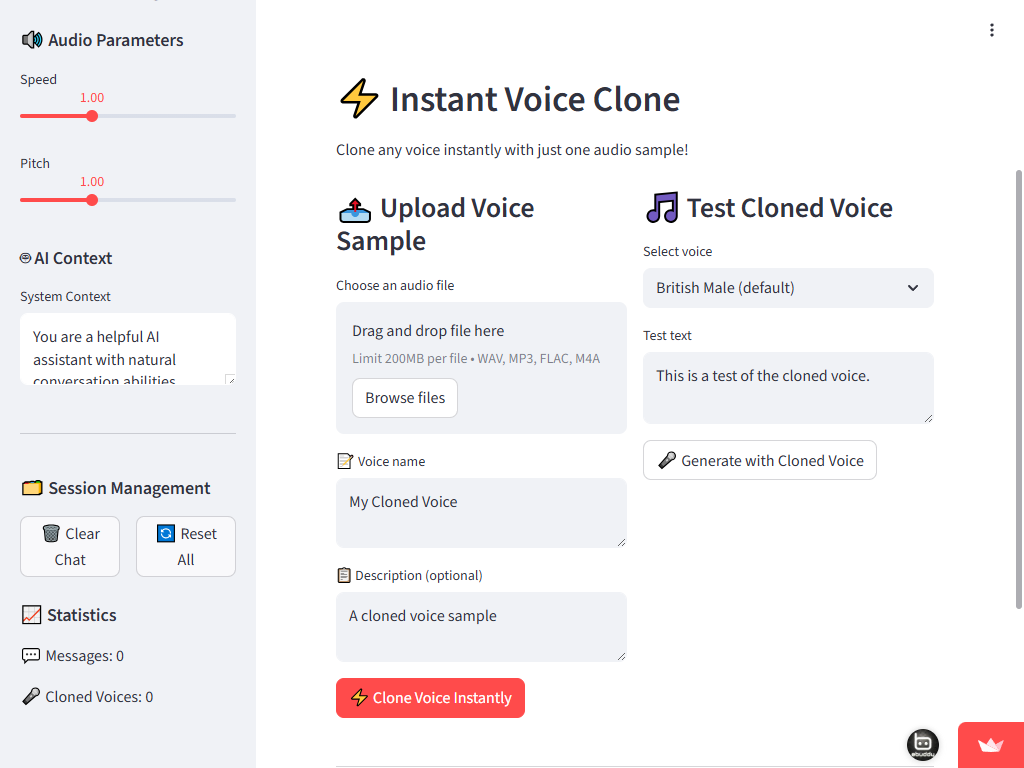 Audio Parameters
Speed
1.00
Pitch
1.00
AI Context
System Context
You are a helpful AI
assistant with natural
conversation abilities
Session Management
Clear
Chat
Reset
All
Statistics
Messages: 0
Cloned Voices: 0
Instant Voice Clone
Clone any voice instantly with just one audio sample!
Upload Voice
Sample
Choose an audio file
Drag and drop file here
Limit 200MB per file • WAV, MP3, FLAC, M4A
Browse files
Voice name
My Cloned Voice
Description (optional)
A cloned voice sample
Clone Voice Instantly
Test Cloned Voice
Select voice
British Male (default)
Test text
This is a test of the cloned voice.
Generate with Cloned Voice